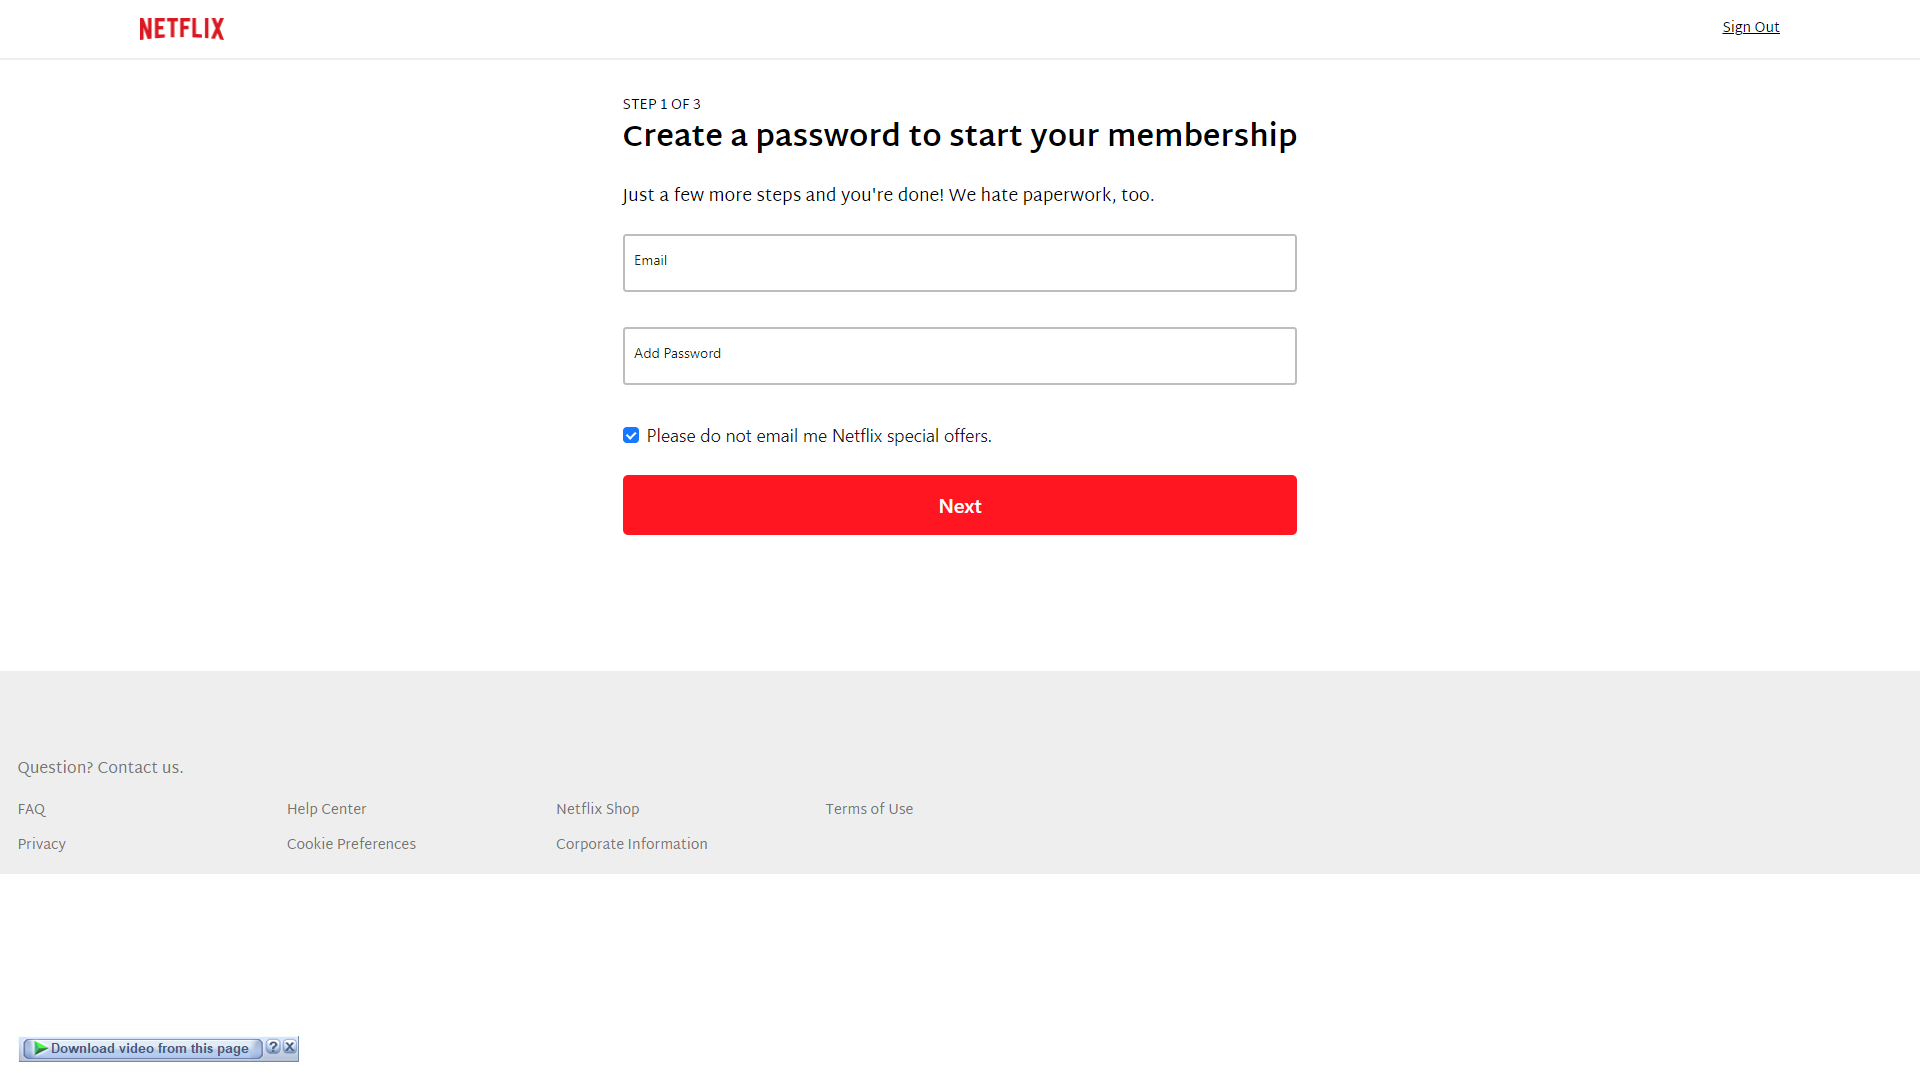 NETFLIX
Sign Out
STEP 1 OF 3
Create a password to start your membership
Just a few more steps and you're done! We hate paperwork, too.
Email
Add Password
Please do not email me Netflix special offers.
Next
Question? Contact us.
FAQ
Help Center
Netflix Shop
Terms of Use
Privacy
Cookie Preferences
Corporate Information
Download video from this page ? X